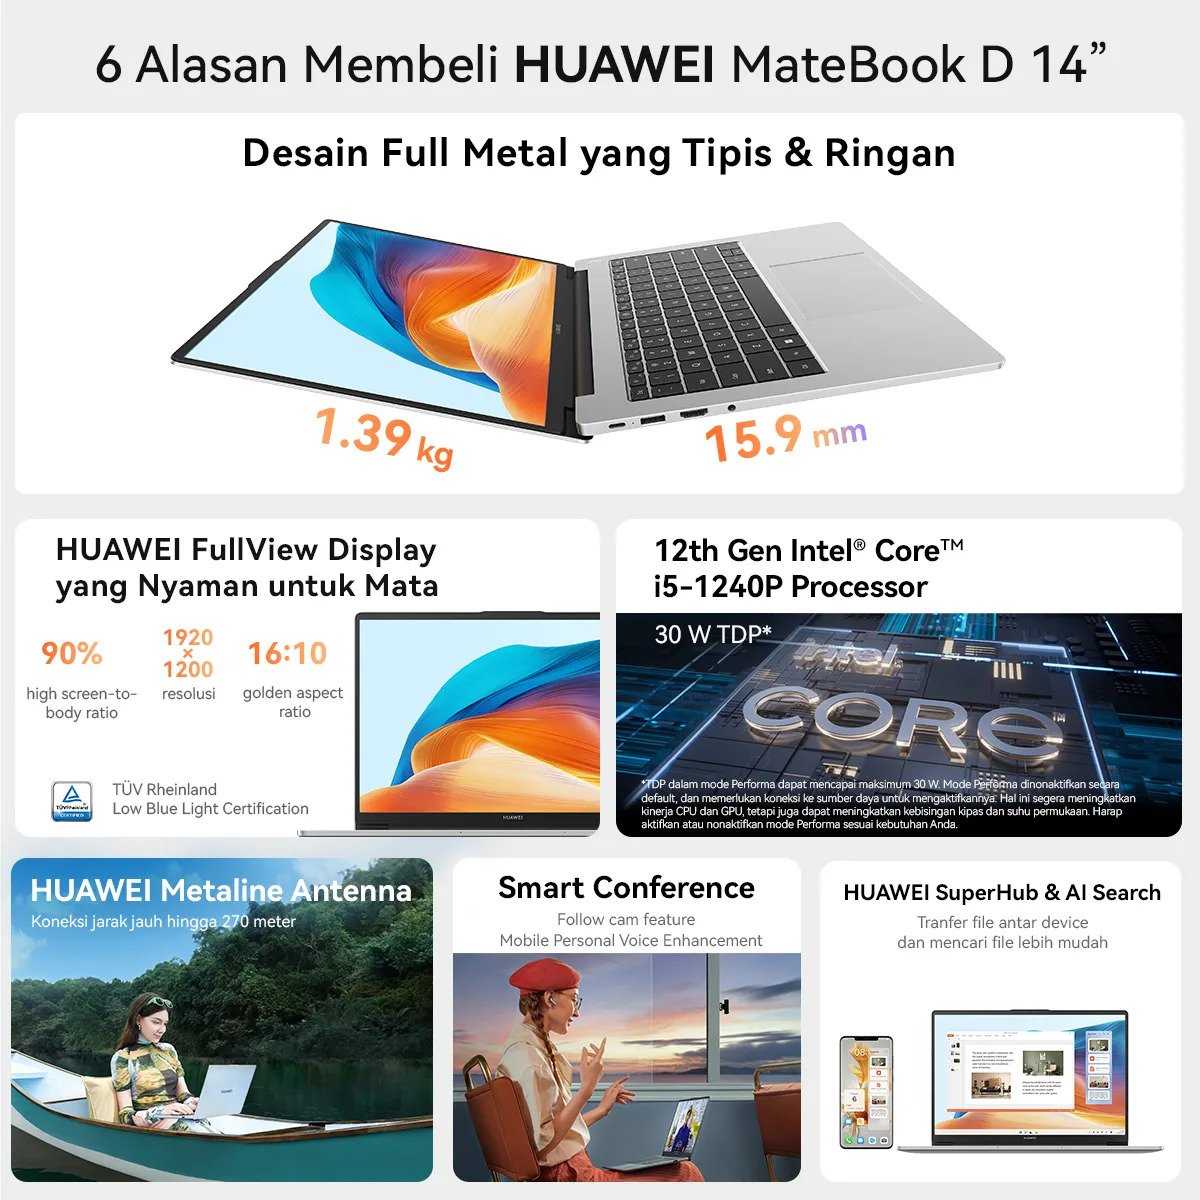 6 Alasan Membeli HUAWEI MateBook D 14”
Desain Full Metal yang Tipis & Ringan
1.39 kg
15.9 mm
HUAWEI FullView Display
yang Nyaman untuk Mata
90%
high screen-to-
body ratio
1920
×
1200
resolusi
16:10
golden aspect
ratio
TÜVRheinland
CERTIFIED
TÜV Rheinland
Low Blue Light Certification
HUAWEI
12th Gen Intel® Core™
i5-1240P Processor
30 W TDP*
intel
CORE
*TDP dalam mode Performa dapat mencapai maksimum 30 W. Mode Performa dinonaktifkan secara
default, dan memerlukan koneksi ke sumber daya untuk mengaktifkannya. Hal ini segera meningkatkan
kinerja CPU dan GPU, tetapi juga dapat meningkatkan kebisingan kipas dan suhu permukaan. Harap
aktifkan atau nonaktifkan mode Performa sesuai kebutuhan Anda.
HUAWEI Metaline Antenna
Koneksi jarak jauh hingga 270 meter
HUAWEI
Smart Conference
Follow cam feature
Mobile Personal Voice Enhancement
HUAWEI SuperHub & AI Search
Tranfer file antar device
dan mencari file lebih mudah
08
HUAWEI